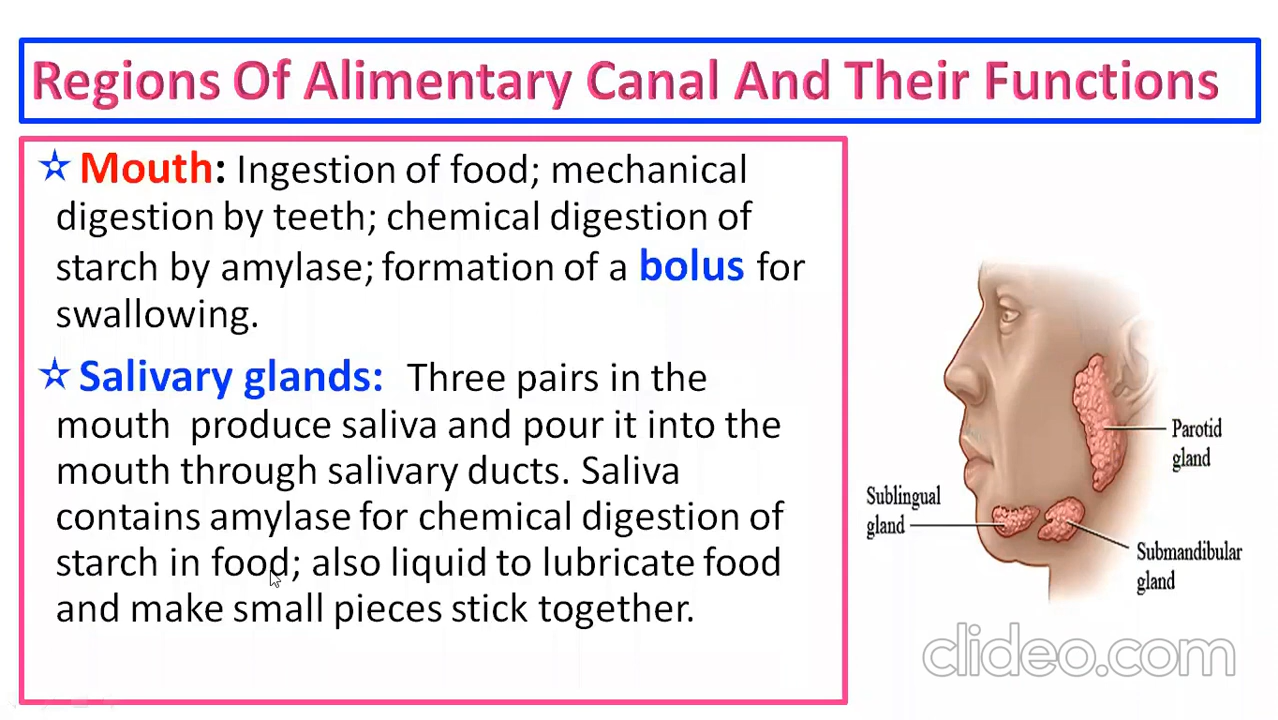 Regions Of Alimentary Canal And Their Functions
Mouth: Ingestion of food; mechanical
digestion by teeth; chemical digestion of
starch by amylase; formation of a bolus for
swallowing.
Salivary glands: Three pairs in the
mouth produce saliva and pour it into the
mouth through salivary ducts. Saliva
contains amylase for chemical digestion of
starch in food; also liquid to lubricate food
and make small pieces stick together.
Parotid
gland
Sublingual
gland
Submandibular
gland
clideo.com